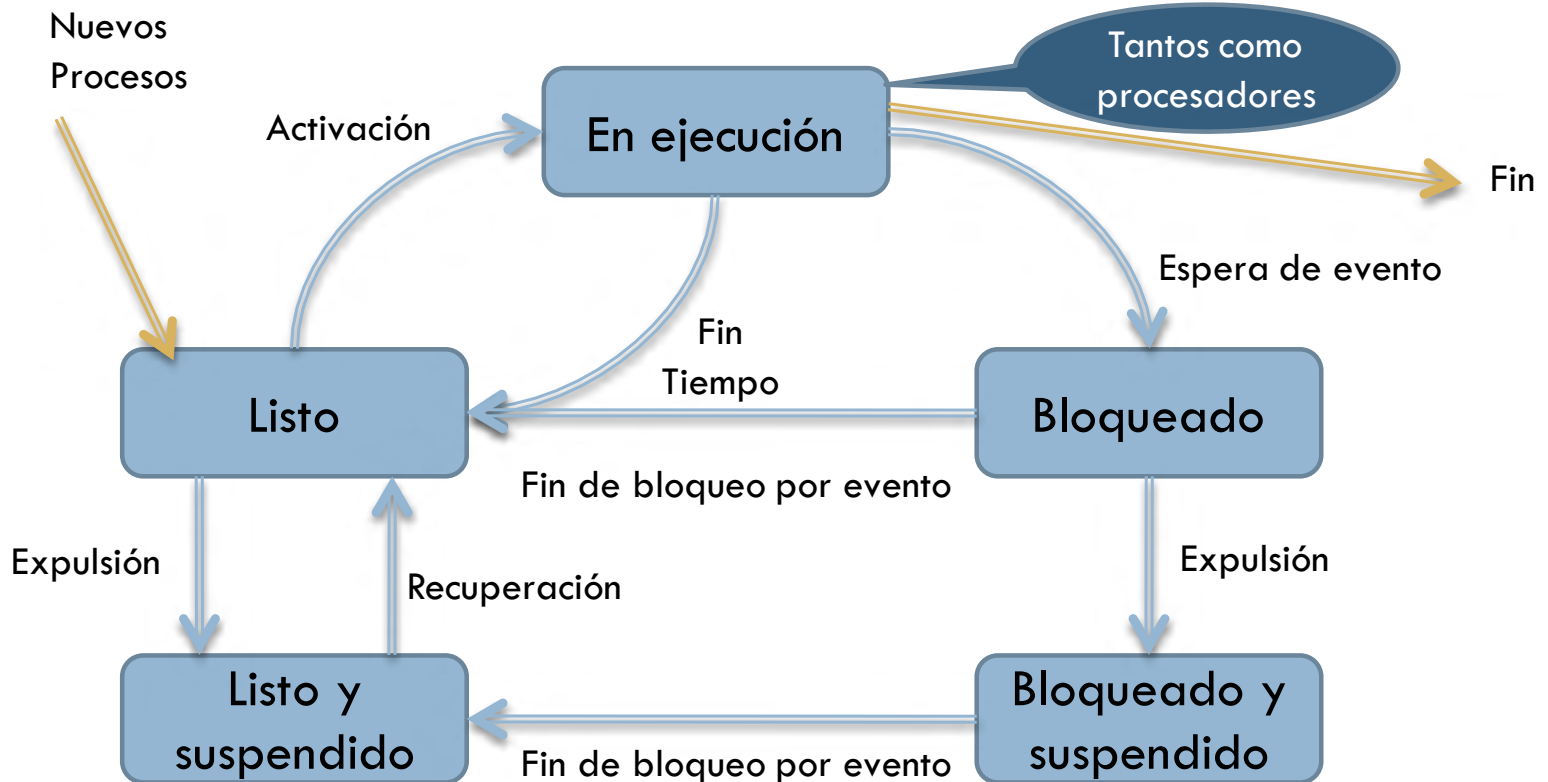 Nuevos
Procesos
Tantos como
procesadores
Activación
En ejecución
Fin
Espera de evento
Fin
Tiempo
Listo
Bloqueado
Fin de bloqueo por evento
Expulsión
Recuperación
Expulsión
Listo y
suspendido
Bloqueado y
suspendido
Fin de bloqueo por evento